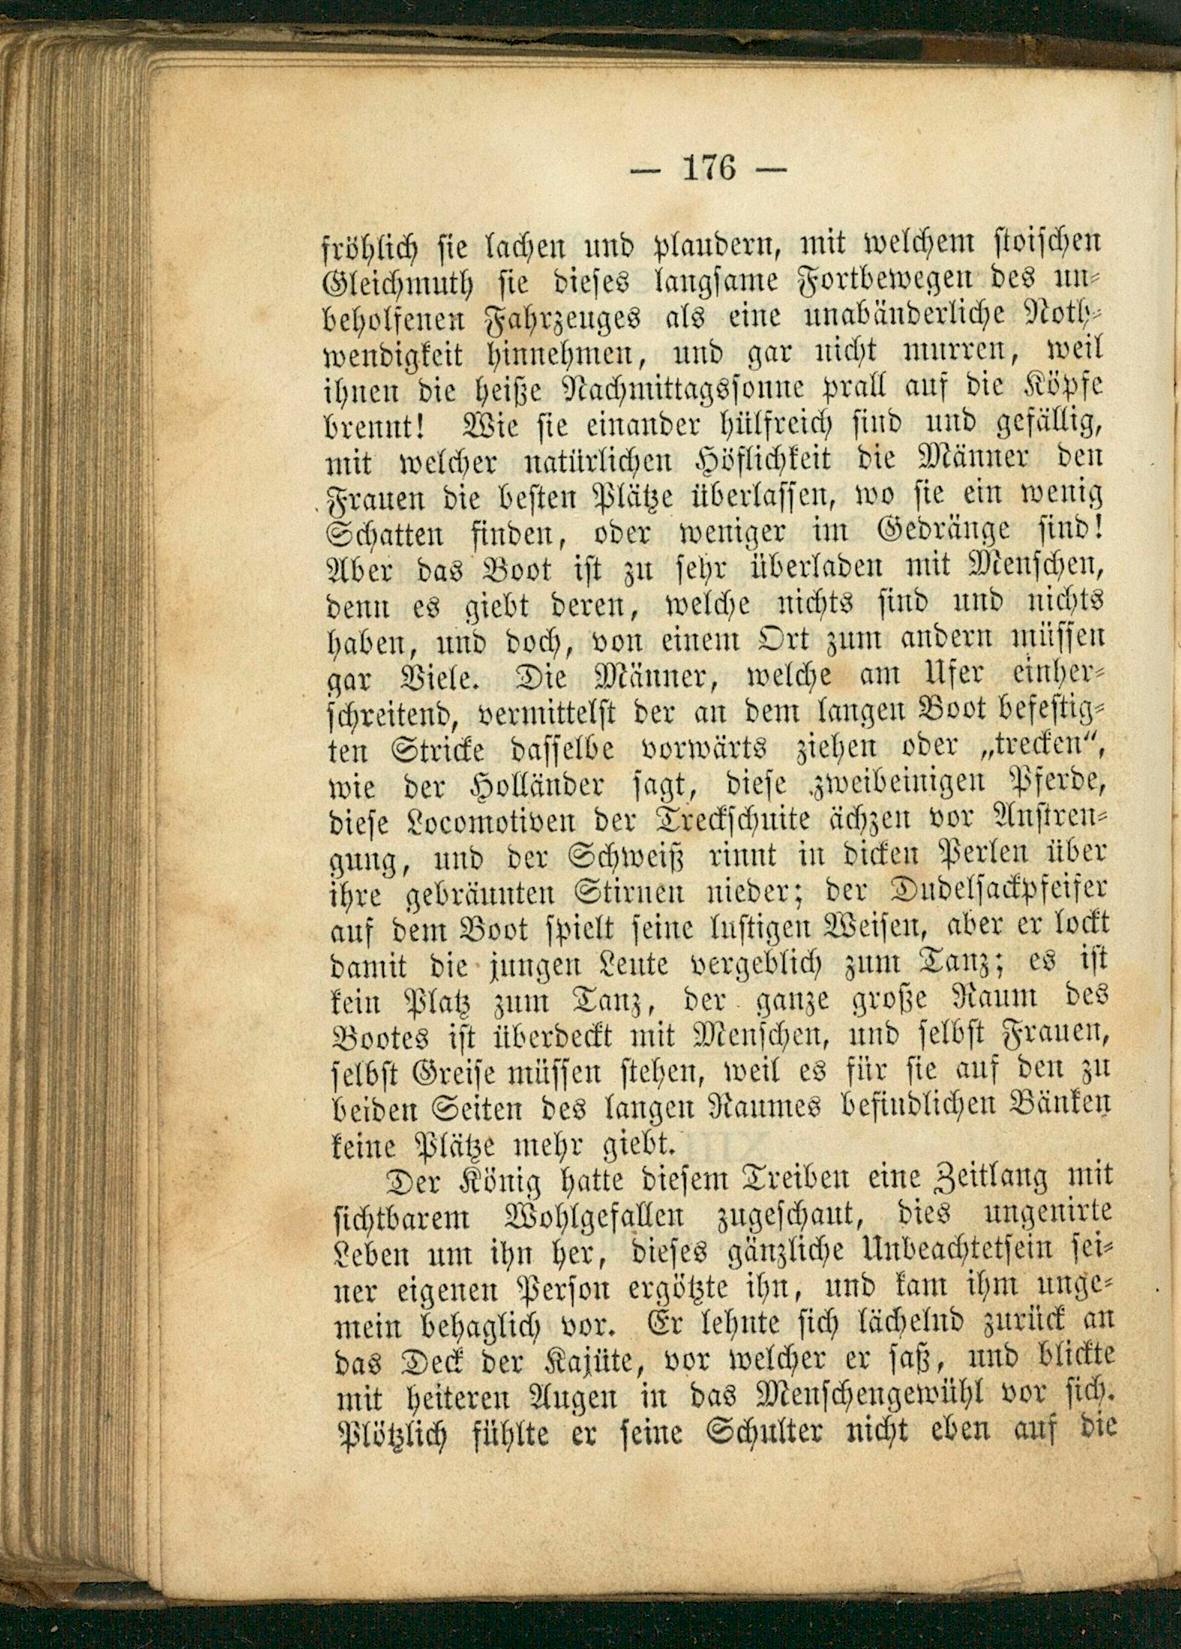 — 176 —
fröhlich sie lachen und plaudern, mit welchem stoischen
Gleichmuth sie dieses langsame Fortbewegen des un-
beholfenen Fahrzeuges als eine unabänderliche Noth-
wendigkeit hinnehmen, und gar nicht murren, weil
ihnen die heiße Nachmittagssonne prall auf die Köpfe
brennt! Wie sie einander hülfreich sind und gefällig,
mit welcher natürlichen Höflichkeit die Männer den
Frauen die besten Plätze überlassen, wo sie ein wenig
Schatten finden, oder weniger im Gedränge sind!
Aber das Boot ist zu sehr überladen mit Menschen,
denn es giebt deren, welche nichts sind und nichts
haben, und doch, von einem Ort zum andern müssen
gar Viele. Die Männer, welche am Ufer einher-
schreitend, vermittelst der an dem langen Boot befestig-
ten Stricke dasselbe vorwärts ziehen oder „trecken“,
wie der Holländer sagt, diese zweibeinigen Pferde,
diese Locomotiven der Treckschuite ächzen vor Anstren-
gung, und der Schweiß rinnt in dicken Perlen über
ihre gebräunten Stirnen nieder; der Dudelsackpfeifer
auf dem Boot spielt seine lustigen Weisen, aber er lockt
damit die jungen Leute vergeblich zum Tanz; es ist
kein Platz zum Tanz, der ganze große Raum des
Bootes ist überdeckt mit Menschen, und selbst Frauen,
selbst Greise müssen stehen, weil es für sie auf den zu
beiden Seiten des langen Raumes befindlichen Bänken
keine Plätze mehr giebt.
Der König hatte diesem Treiben eine Zeitlang mit
sichtbarem Wohlgefallen zugeschaut, dies ungenirte
Leben um ihn her, dieses gänzliche Unbeachtetsein sei-
ner eigenen Person ergötzte ihn, und kam ihm unge-
mein behaglich vor. Er lehnte sich lächelnd zurück an
das Deck der Kajüte, vor welcher er saß, und blickte
mit heiteren Augen in das Menschengewühl vor sich.
Plötzlich fühlte er seine Schulter nicht eben auf die